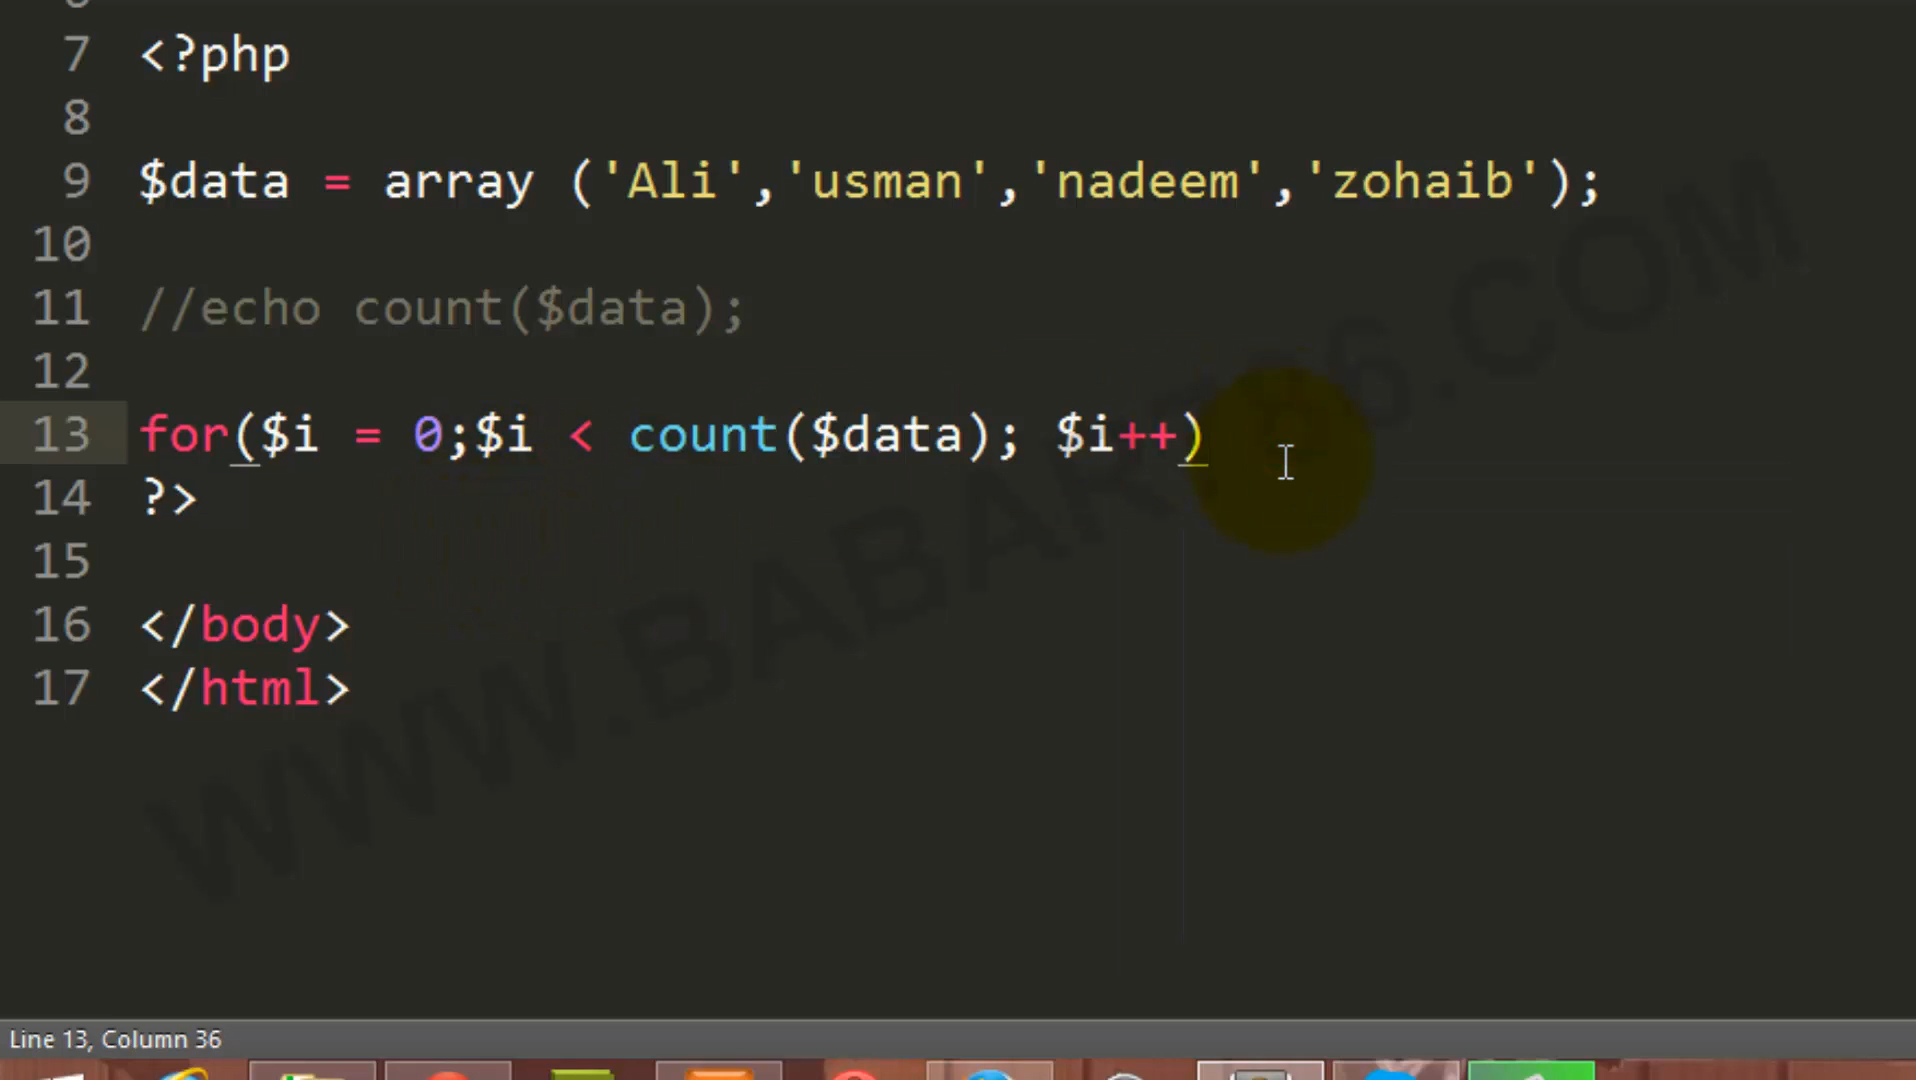 7 <?php
8
9 $data = array ('Ali','usman','nadeem','zohaib');
10
11 //echo count($data);
12
13 for($i = 0;$i < count($data); $i++)
14 ?>
15
16 </body>
17 </html>
Line 13, Column 36